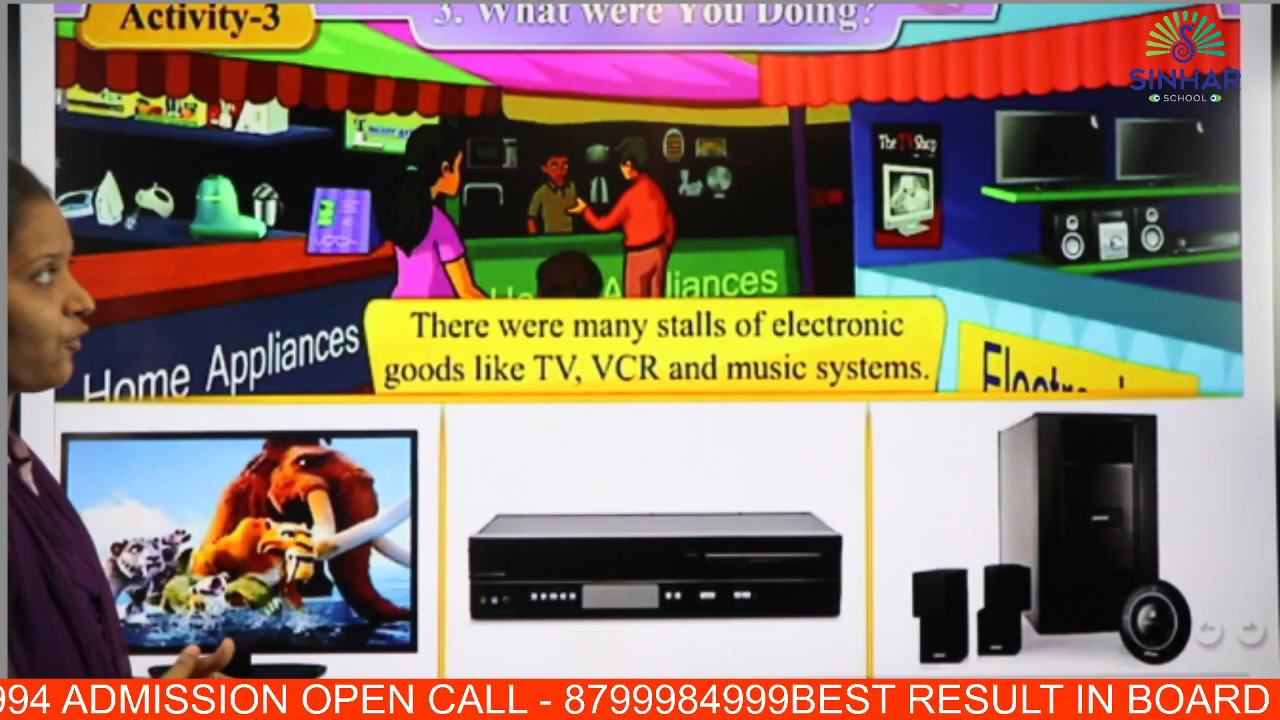 Activity-3
3. What Were You Doing?
SINHAR
SCHOOL
The TV Shop
Home Appliances
There were many stalls of electronic
goods like TV, VCR and music systems.
994 ADMISSION OPEN CALL - 8799984999BEST RESULT IN BOARD